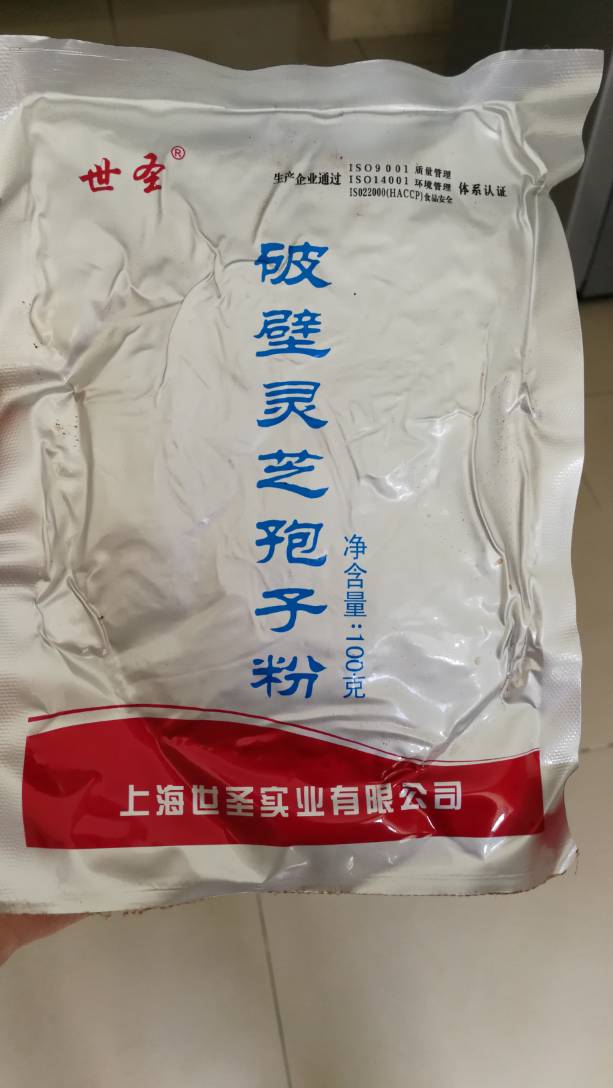 世圣®
生产企业通过
ISO9001 质量管理
ISO14001 环境管理
ISO22000(HACCP)食品安全
体系认证
破壁灵芝孢子粉
净含量:100克
上海世圣实业有限公司